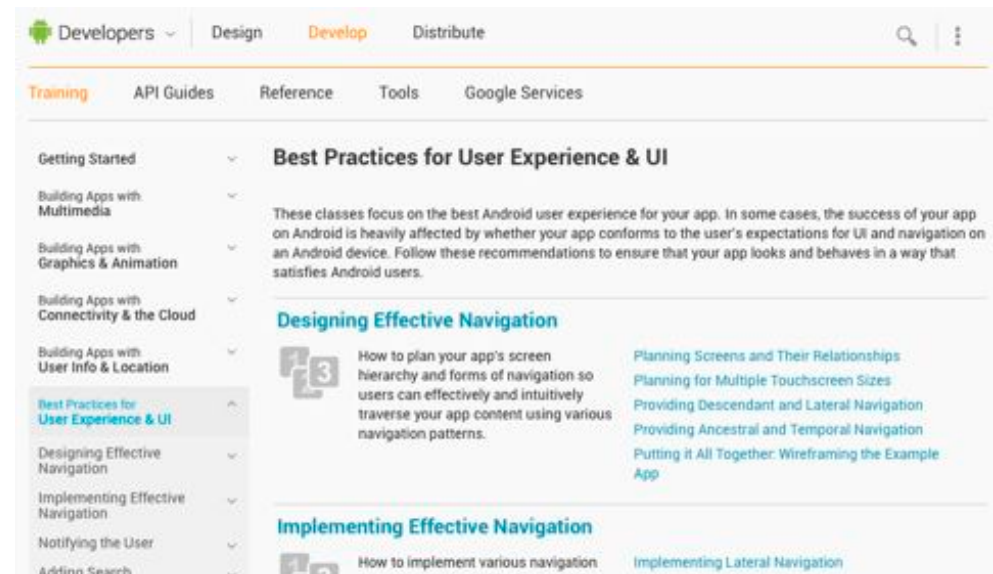 Developers
Design
Develop
Distribute
Training
API Guides
Reference
Tools
Google Services
Getting Started
Building Apps with
Multimedia
Building Apps with
Graphics & Animation
Building Apps with
Connectivity & the Cloud
Building Apps with
User Info & Location
Best Practices for
User Experience & UI
Designing Effective
Navigation
Implementing Effective
Navigation
Notifying the User
Adding Search
Best Practices for User Experience & UI
These classes focus on the best Android user experience for your app. In some cases, the success of your app
on Android is heavily affected by whether your app conforms to the user's expectations for UI and navigation on
an Android device. Follow these recommendations to ensure that your app looks and behaves in a way that
satisfies Android users.
Designing Effective Navigation
123
How to plan your app's screen
hierarchy and forms of navigation so
users can effectively and intuitively
traverse your app content using various
navigation patterns.
Planning Screens and Their Relationships
Planning for Multiple Touchscreen Sizes
Providing Descendant and Lateral Navigation
Providing Ancestral and Temporal Navigation
Putting it All Together: Wireframing the Example
App
Implementing Effective Navigation
How to implement various navigation
Implementing Lateral Navigation